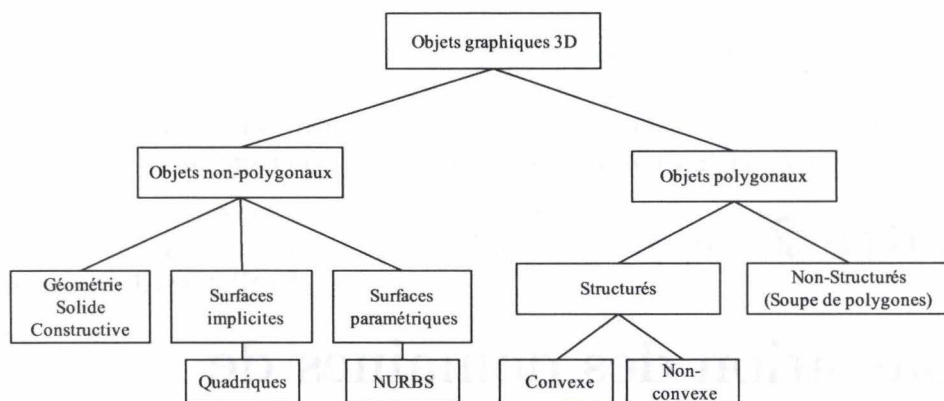 Objets graphiques 3D
Objets non-polygonaux
Objets polygonaux
Géométrie
Solide
Constructive
Surfaces
implicites
Surfaces
paramétriques
Structurés
Non-Structurés
(Soupe de polygones)
Quadriques
NURBS
Convexe
Non-
convexe